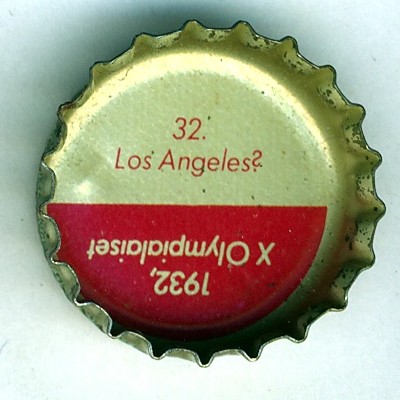 32.
Los Angeles?
1932,
X Olympialaiset